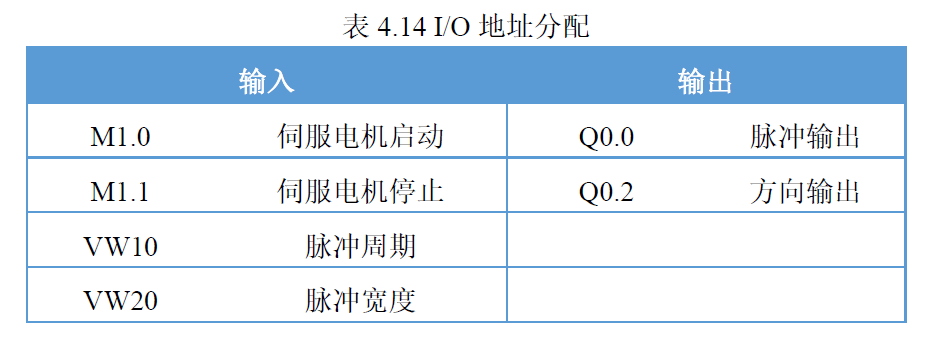 表 4.14 I/O 地址分配
输入 输出
M1.0 伺服电机启动 Q0.0 脉冲输出
M1.1 伺服电机停止 Q0.2 方向输出
VW10 脉冲周期
VW20 脉冲宽度